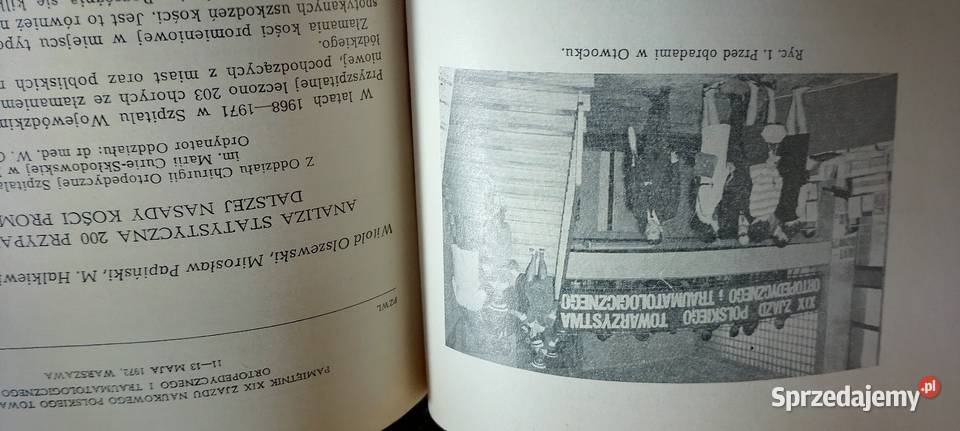 PAMIĘTNIK XIX ZJAZDU NAUKOWEGO POLSKIEGO TOWA
ORTOPEDYCZNEGO I TRAUMATOLOGICZNEGO
11—13 MAJA 1972, WARSZAWA
PZWL
Witold Olszewski, Mirosław Papiński, M. Halkiew
ANALIZA STATYSTYCZNA 200 PRZYPA
DALSZEJ NASADY KOŚCI PROM
Z Oddziału Chirurgii Ortopedycznej Szpitala
im. Marii Curie-Skłodowskiej w
Ordynator Oddziału: dr med. W.
W latach 1968—1971 w Szpitalu Wojewódzkim
Przyszpitalnej leczono 203 chorych ze złamaniem
niowej, pochodzących z miast oraz pobliskich
łódzkiego.
Złamania kości promieniowej w miejscu typo
spotykanych uszkodzeń kości. Jest to również
XIX ZJAZD POLSKIEGO TOWARZYSTWA
ORTOPEDYCZNEGO i TRAUMATOLOGICZNEGO
Ryc. 1. Przed obradami w Otwocku.
Sprzedajemy.pl